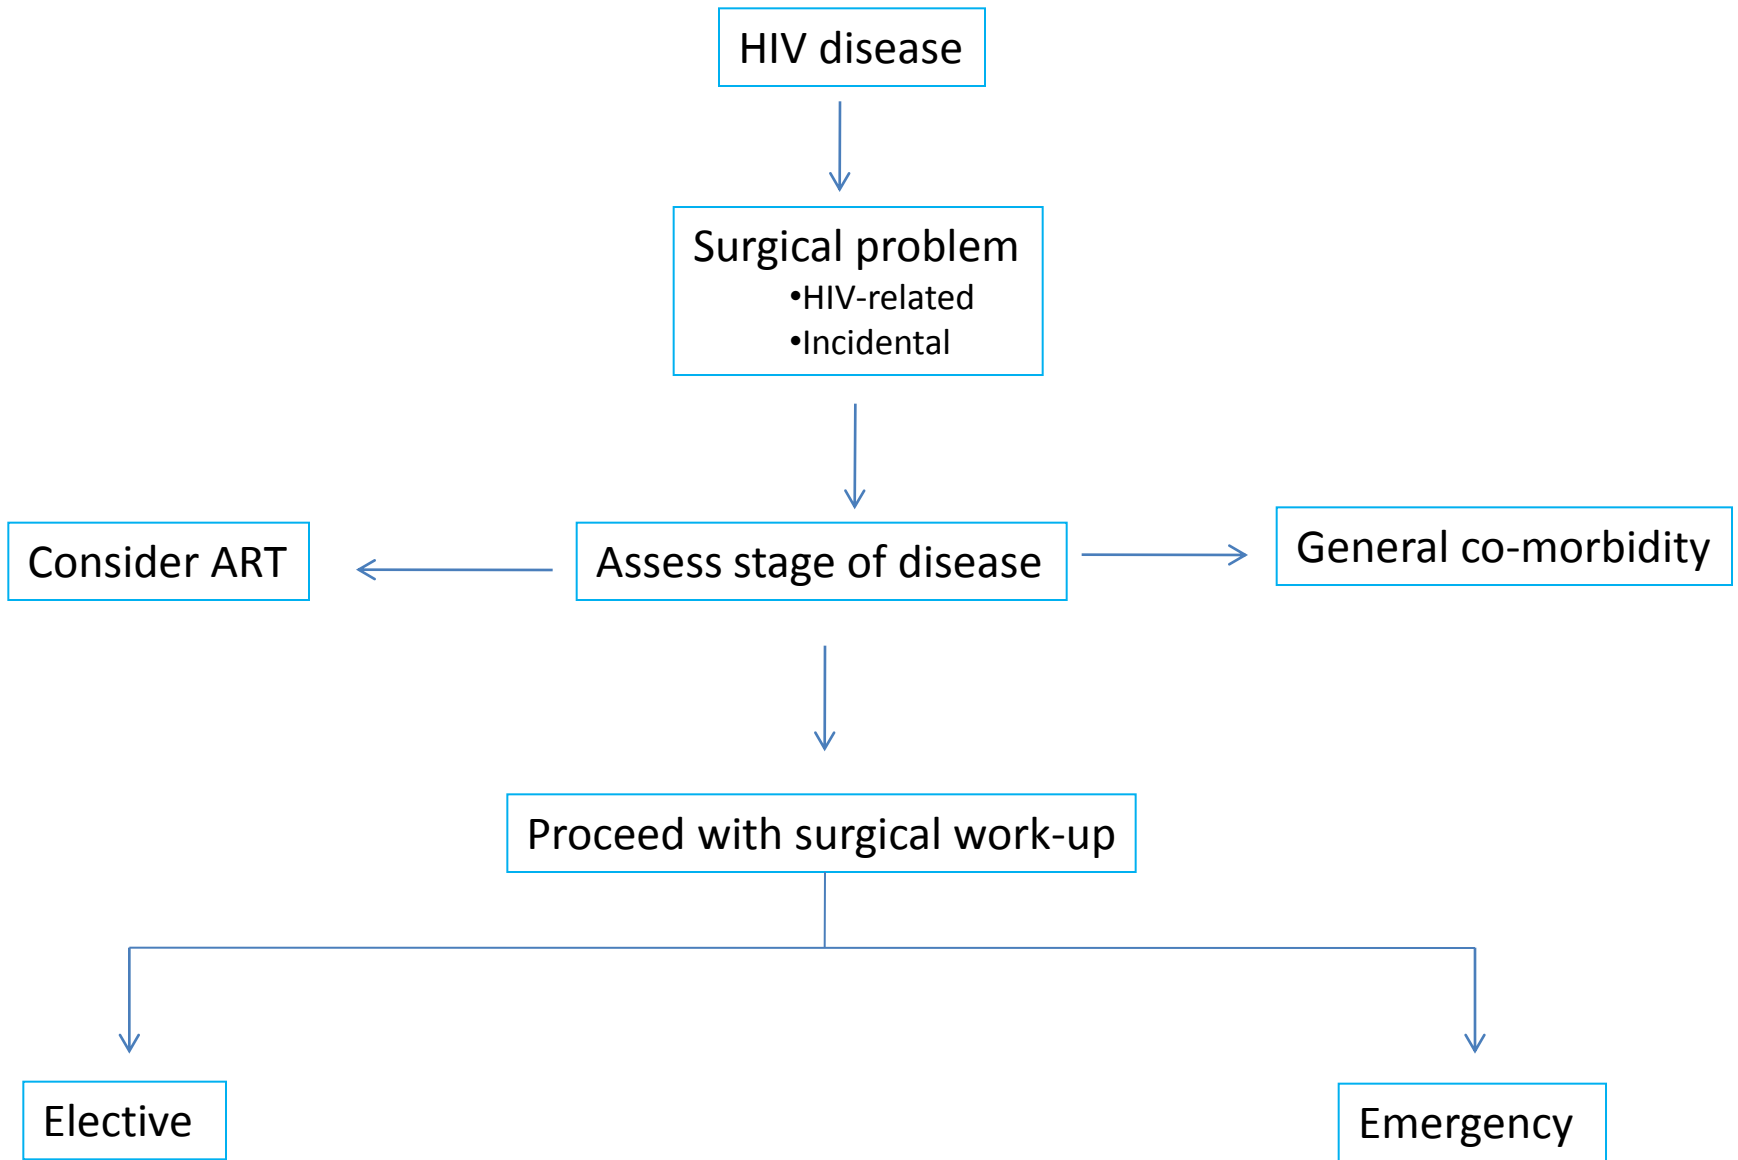 HIV disease
Surgical problem
•HIV-related
•Incidental
Consider ART
Assess stage of disease
General co-morbidity
Proceed with surgical work-up
Elective
Emergency